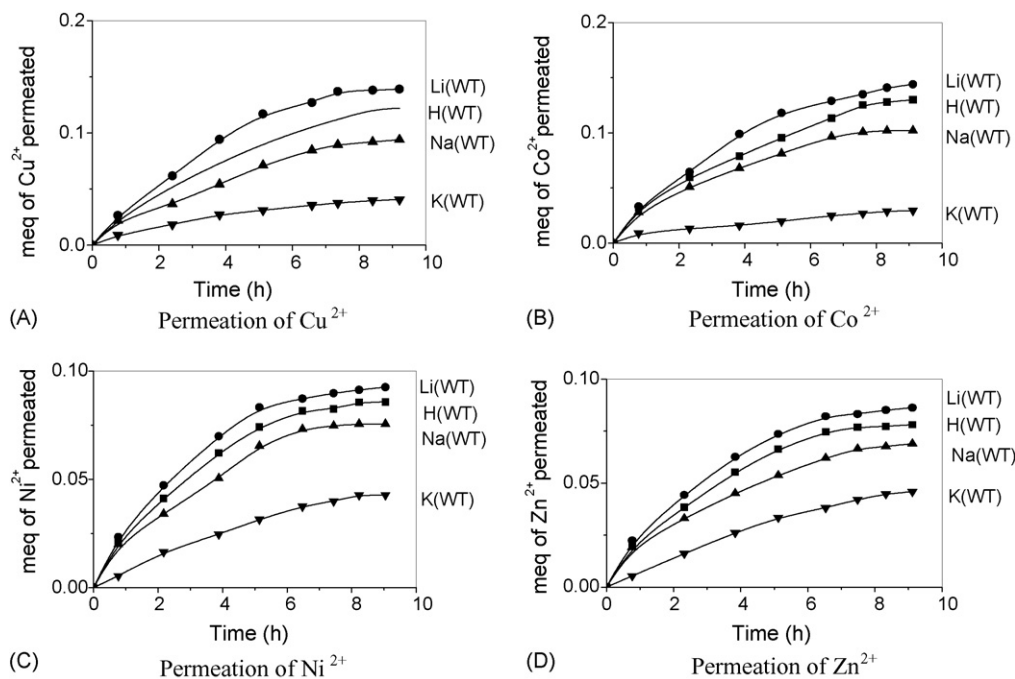 0.2
0.1
0.0
meq of Cu2+ permeated
Li(WT)
H(WT)
Na(WT)
K(WT)
0 2 4 6 8 10
Time (h)
(A) Permeation of Cu 2+
0.2
0.1
0.0
meq of Co2+ permeated
Li(WT)
H(WT)
Na(WT)
K(WT)
0 2 4 6 8 10
Time (h)
(B) Permeation of Co 2+
0.10
0.05
0.00
meq of Ni2+ permeated
Li(WT)
H(WT)
Na(WT)
K(WT)
0 2 4 6 8 10
Time (h)
(C) Permeation of Ni 2+
0.10
0.05
0.00
meq of Zn2+ permeated
Li(WT)
H(WT)
Na(WT)
K(WT)
0 2 4 6 8 10
Time (h)
(D) Permeation of Zn2+